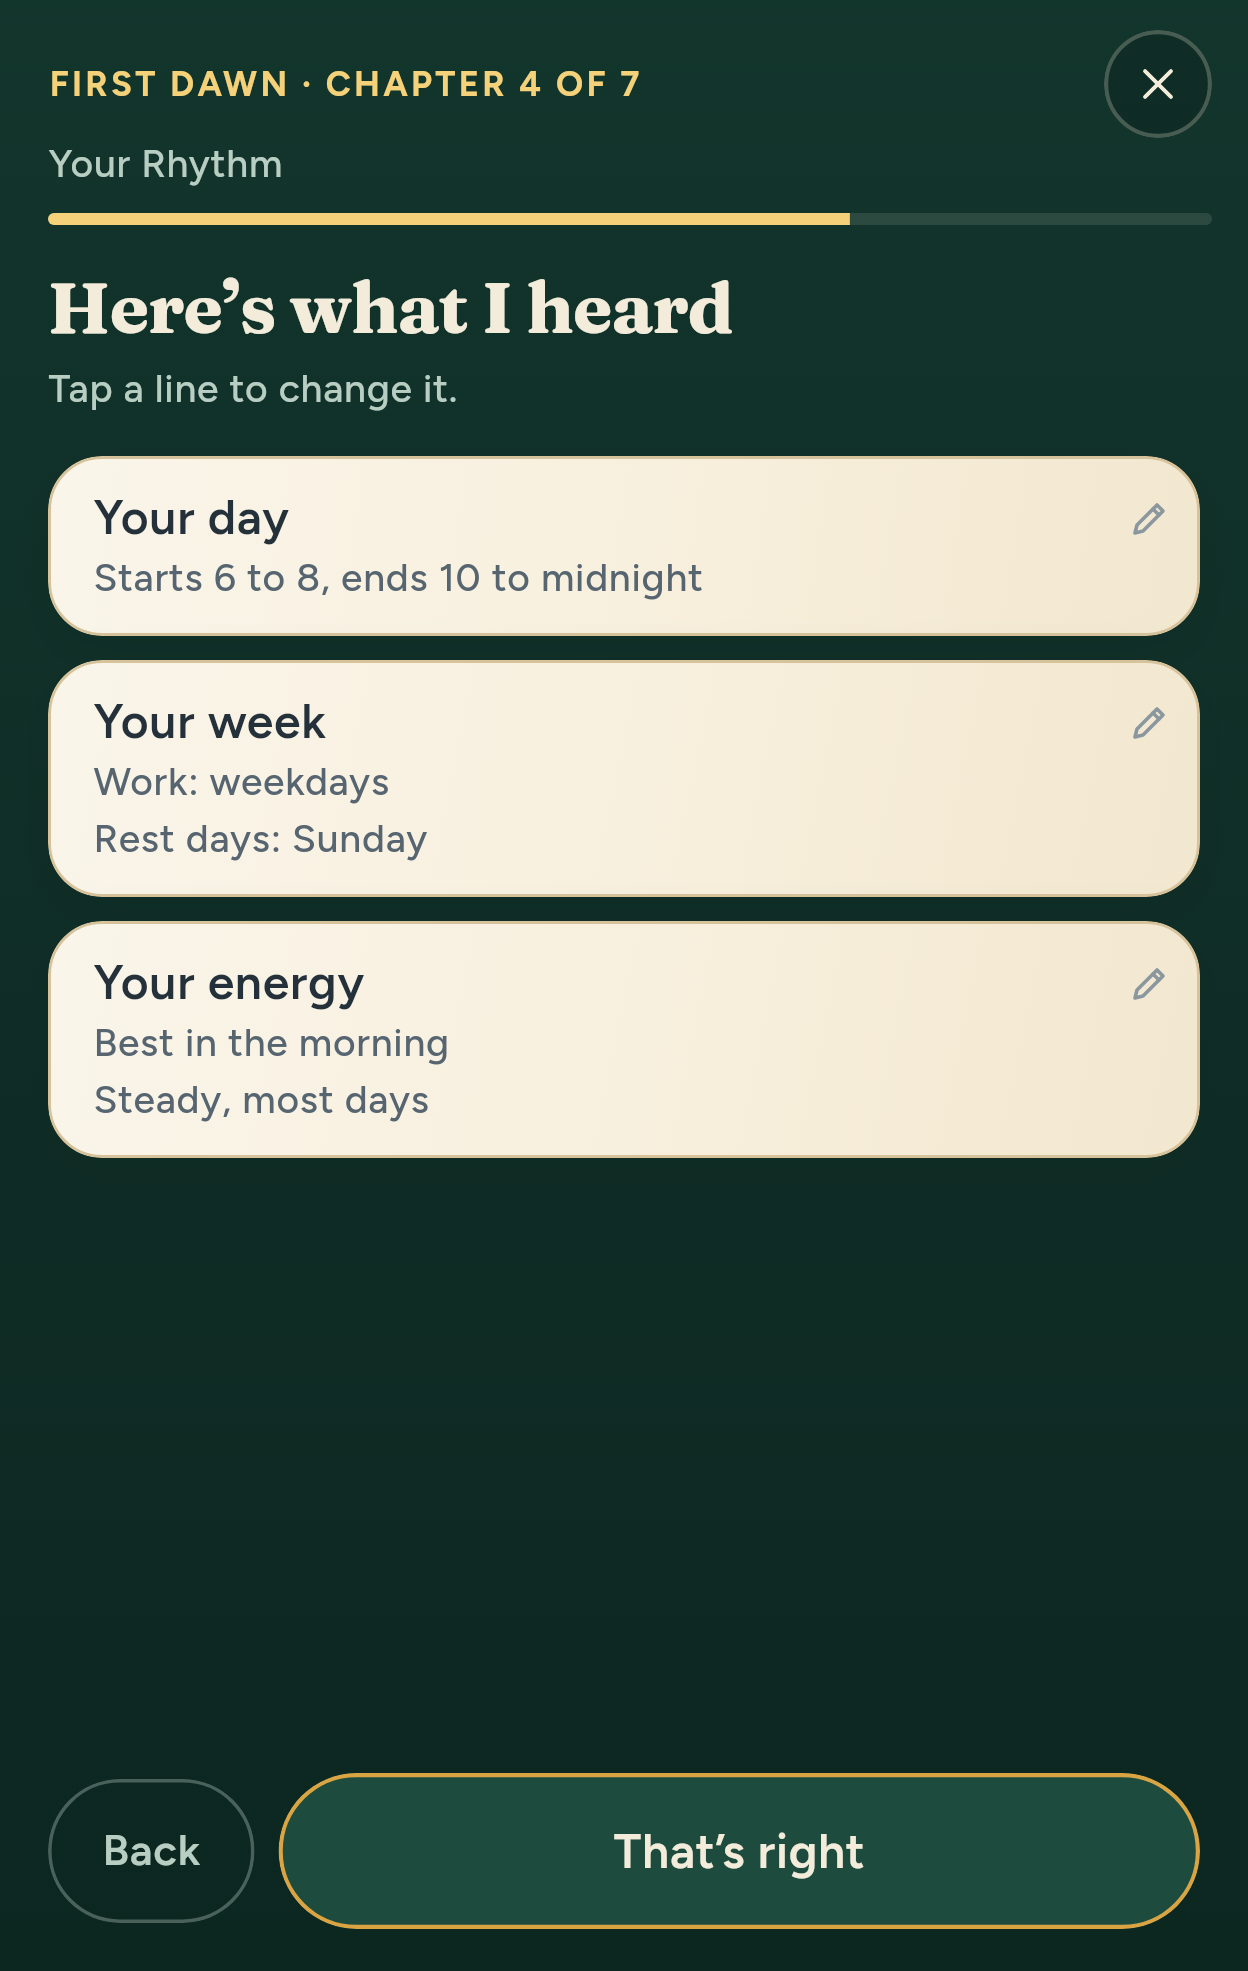 FIRST DAWN · CHAPTER 4 OF 7
Your Rhythm
Here’s what I heard
Tap a line to change it.
Your day
Starts 6 to 8, ends 10 to midnight
Your week
Work: weekdays
Rest days: Sunday
Your energy
Best in the morning
Steady, most days
Back
That’s right